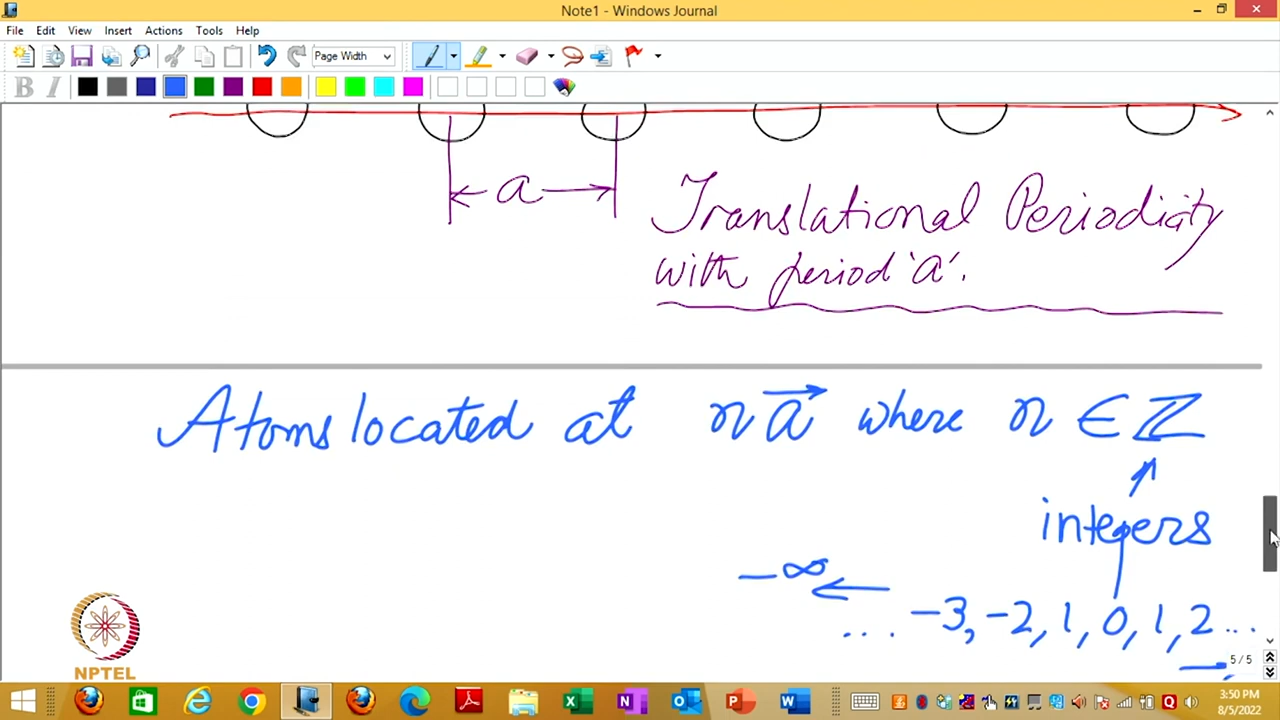 Note1 - Windows Journal
File Edit View Insert Actions Tools Help
Page Width
B I
a
Translational Periodicity
with period 'a'.
Atoms located at n a where n ∈ ℤ
integers
-∞
... -3, -2, 1, 0, 1, 2 ...
NPTEL
5 / 5
3:50 PM
8/5/2022